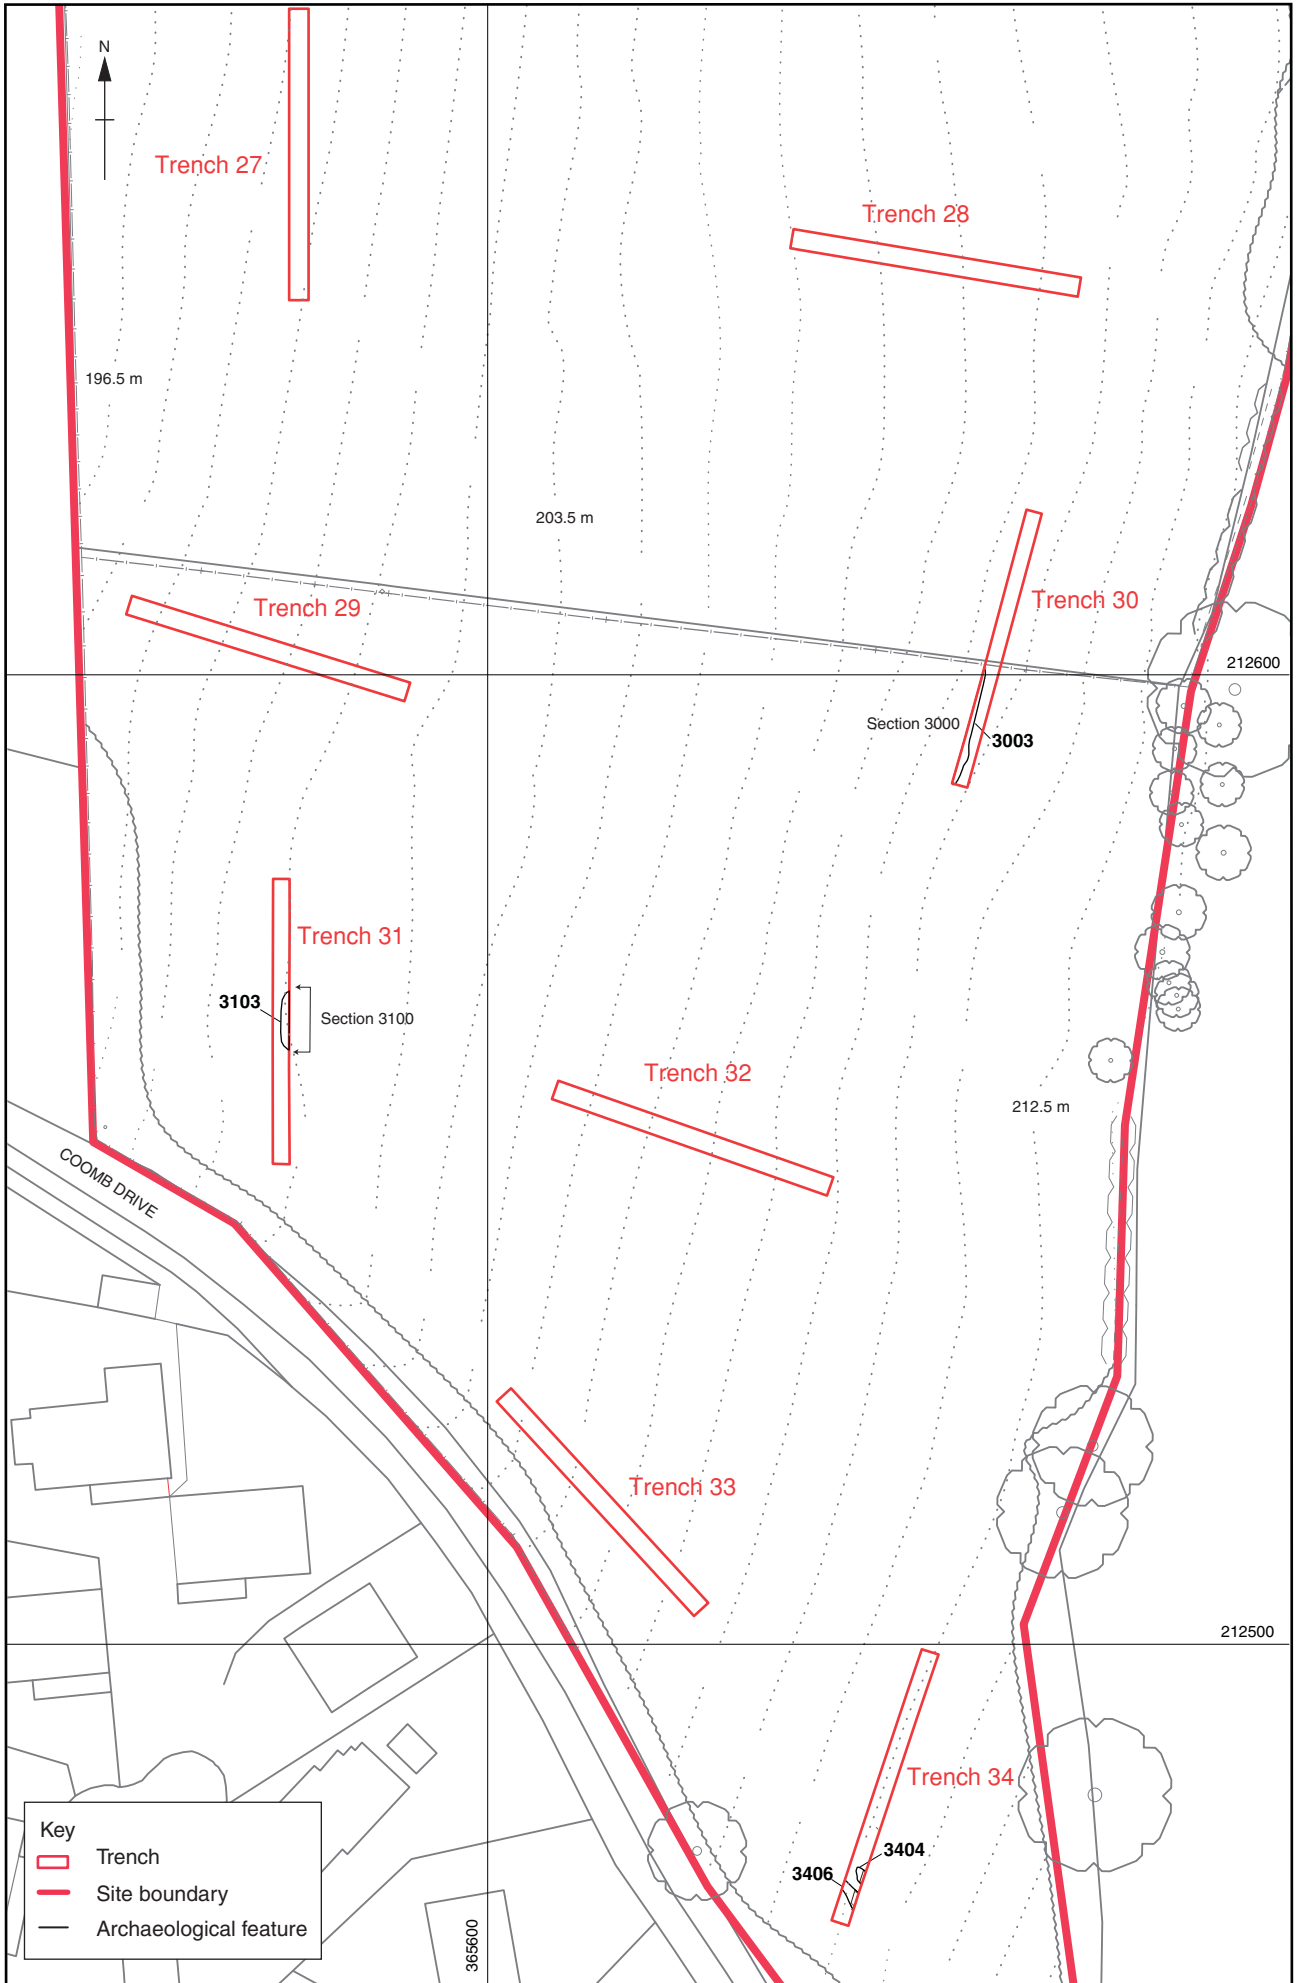 N
Trench 27
Trench 28
196.5 m
203.5 m
Trench 29
Trench 30
212600
Section 3000
3003
Trench 31
3103
Section 3100
Trench 32
212.5 m
COOMB DRIVE
Trench 33
212500
Trench 34
3404
3406
Key
Trench
Site boundary
Archaeological feature
365600